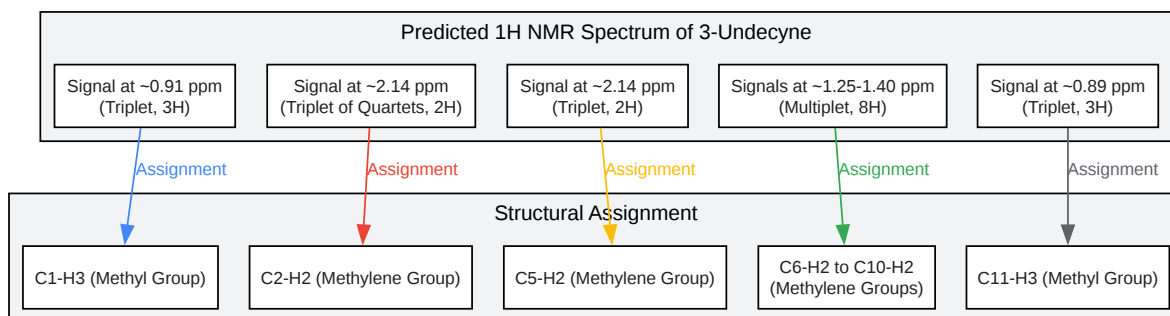 Predicted 1H NMR Spectrum of 3-Undecyne
Signal at ~0.91 ppm
(Triplet, 3H)
Signal at ~2.14 ppm
(Triplet of Quartets, 2H)
Signal at ~2.14 ppm
(Triplet, 2H)
Signals at ~1.25-1.40 ppm
(Multiplet, 8H)
Signal at ~0.89 ppm
(Triplet, 3H)
Assignment
Assignment
Assignment
Assignment
Assignment
Structural Assignment
C1-H3 (Methyl Group)
C2-H2 (Methylene Group)
C5-H2 (Methylene Group)
C6-H2 to C10-H2
(Methylene Groups)
C11-H3 (Methyl Group)